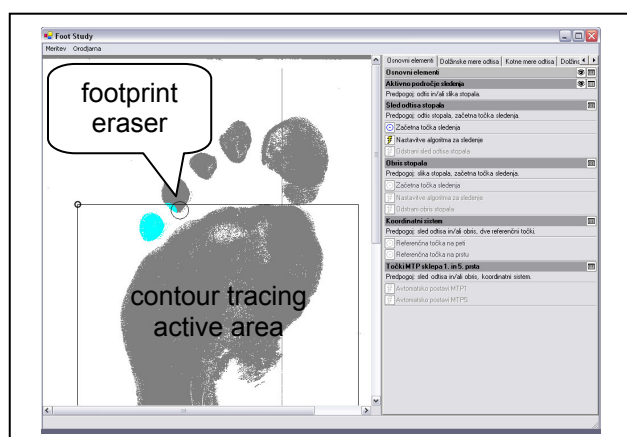 Foot Study
Meritev Orodjarna
footprint
eraser
contour tracing
active area
Osnovni elementi Dolžinske mere odtisa Kotne mere odtisa
Osnovni elementi
Aktivno področje sledenja
Predpogoj: odtis in/ali slika stopala.
Sled odtisa stopala
Predpogoj: odtis stopala, začetna točka sledenja.
Začetna točka sledenja
Nastavitve algoritma za sledenje
Odstrani sled odtisa stopala
Obris stopala
Predpogoj: slika stopala, začetna točka sledenja.
Začetna točka sledenja
Nastavitve algoritma za sledenje
Odstrani obris stopala
Koordinatni sistem
Predpogoj: sled odtisa in/ali obris, dve referenčni točki.
Referenčna točka na peti
Referenčna točka na prstu
Točki MTP sklepa 1. in 5. prsta
Predpogoj: sled odtisa in/ali obris, koordinatni sistem.
Avtomatsko postavi MTP1
Avtomatsko postavi MTP5